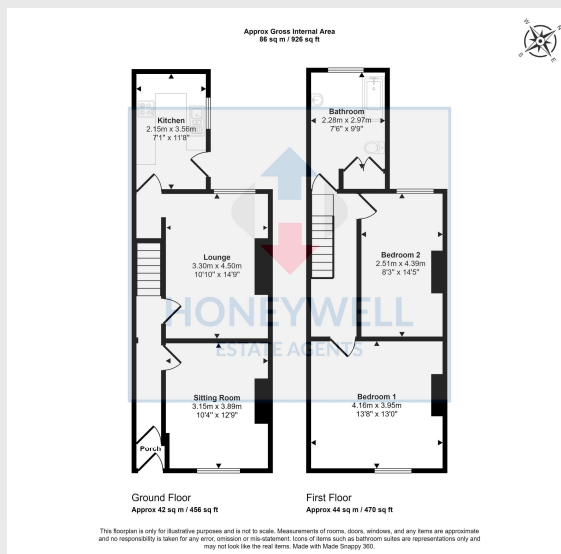 Approx Gross Internal Area
86 sq m / 926 sq ft
N
E
S
W
Kitchen
2.15m x 3.56m
7'1" x 11'8"
Bathroom
2.28m x 2.97m
7'6" x 9'9"
Lounge
3.30m x 4.50m
10'10" x 14'9"
Bedroom 2
2.51m x 4.39m
8'3" x 14'5"
HONEYWELL
ESTATE AGENTS
Sitting Room
3.15m x 3.89m
10'4" x 12'9"
Bedroom 1
4.16m x 3.95m
13'8" x 13'0"
Porch
Ground Floor
Approx 42 sq m / 456 sq ft
First Floor
Approx 44 sq m / 470 sq ft
This floorplan is only for illustrative purposes and is not to scale. Measurements of rooms, doors, windows, and any items are approximate
and no responsibility is taken for any error, omission or mis-statement. Icons of items such as bathroom suites are representations only and
may not look like the real items. Made with Made Snappy 360.